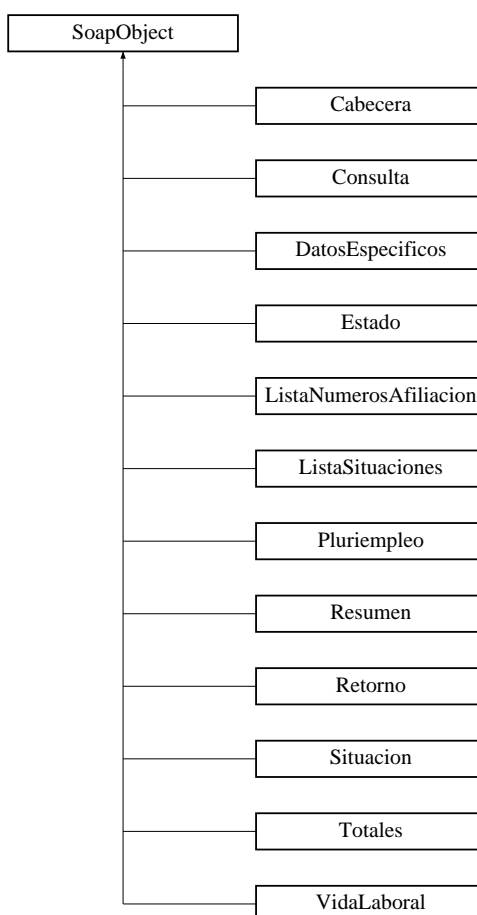 SoapObject
Cabecera
Consulta
DatosEspecificos
Estado
ListaNumerosAfiliacion
ListaSituaciones
Pluriempleo
Resumen
Retorno
Situacion
Totales
VidaLaboral